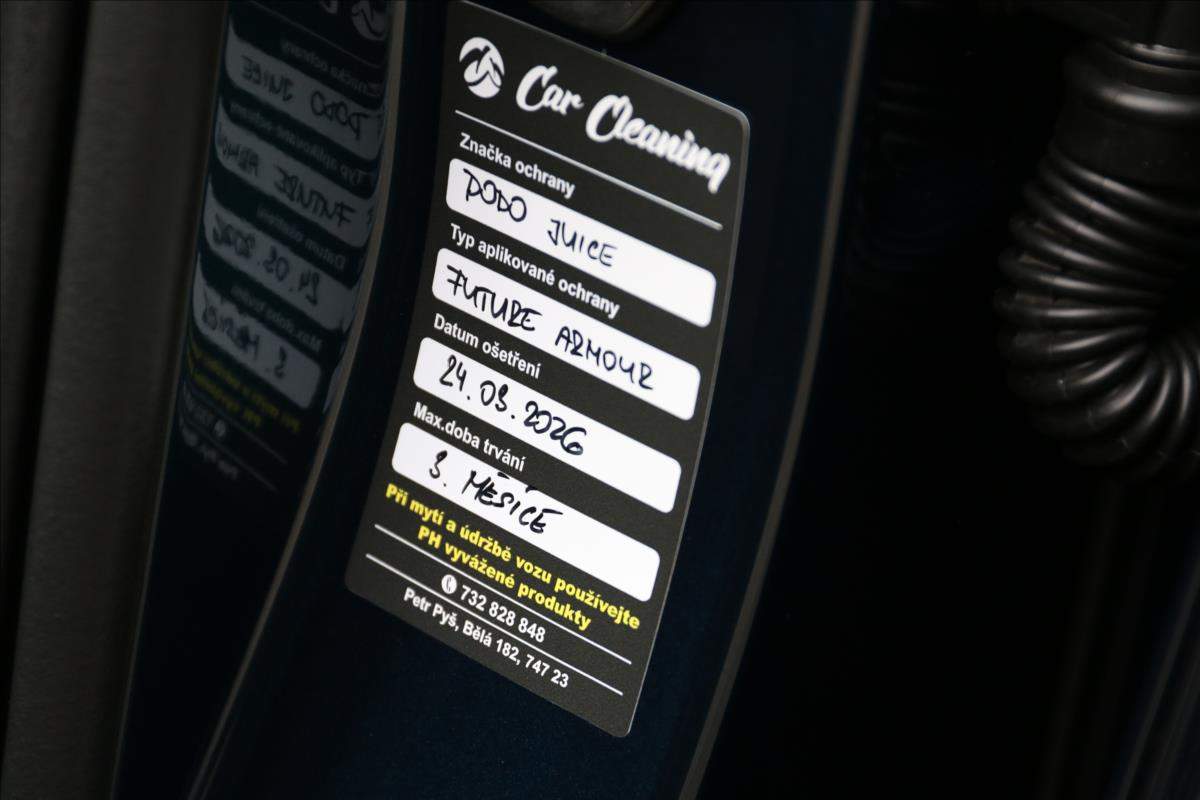 Car Cleaning
Značka ochrany
DODO JUICE
Typ aplikované ochrany
FUTURE ARMOUR
Datum ošetření
24.03.2026
Max.doba trvání
3. MĚSÍCE
Při mytí a údržbě vozu používejte
PH vyvážené produkty
732 828 848
Petr Pyš, Bělá 182, 747 23